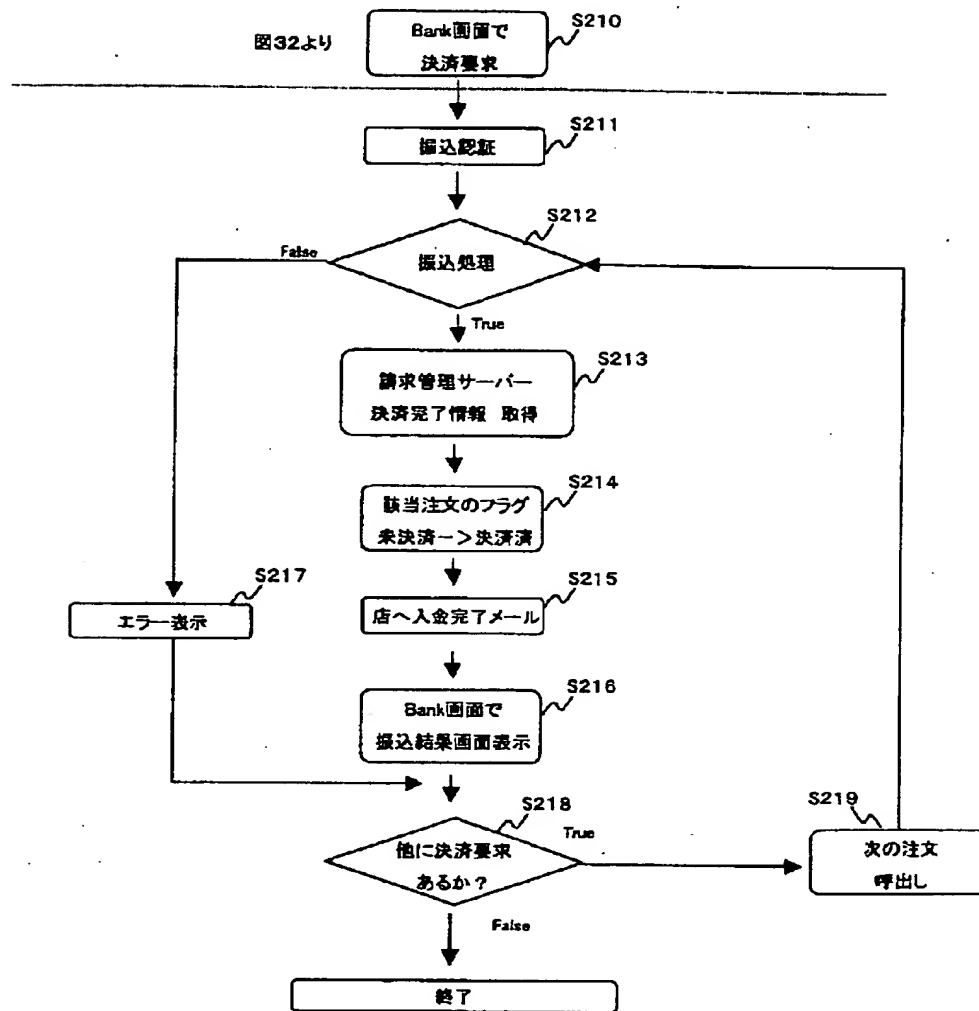 図32より
Bank画面で
決済要求
S210
振込認証
S211
振込処理
S212
False
True
請求管理サーバー
決済完了情報 取得
S213
該当注文のフラグ
未決済ー>決済済
S214
店へ入金完了メール
S215
Bank画面で
振込結果画面表示
S216
エラー表示
S217
他に決済要求
あるか？
S218
True
False
次の注文
呼出し
S219
終了